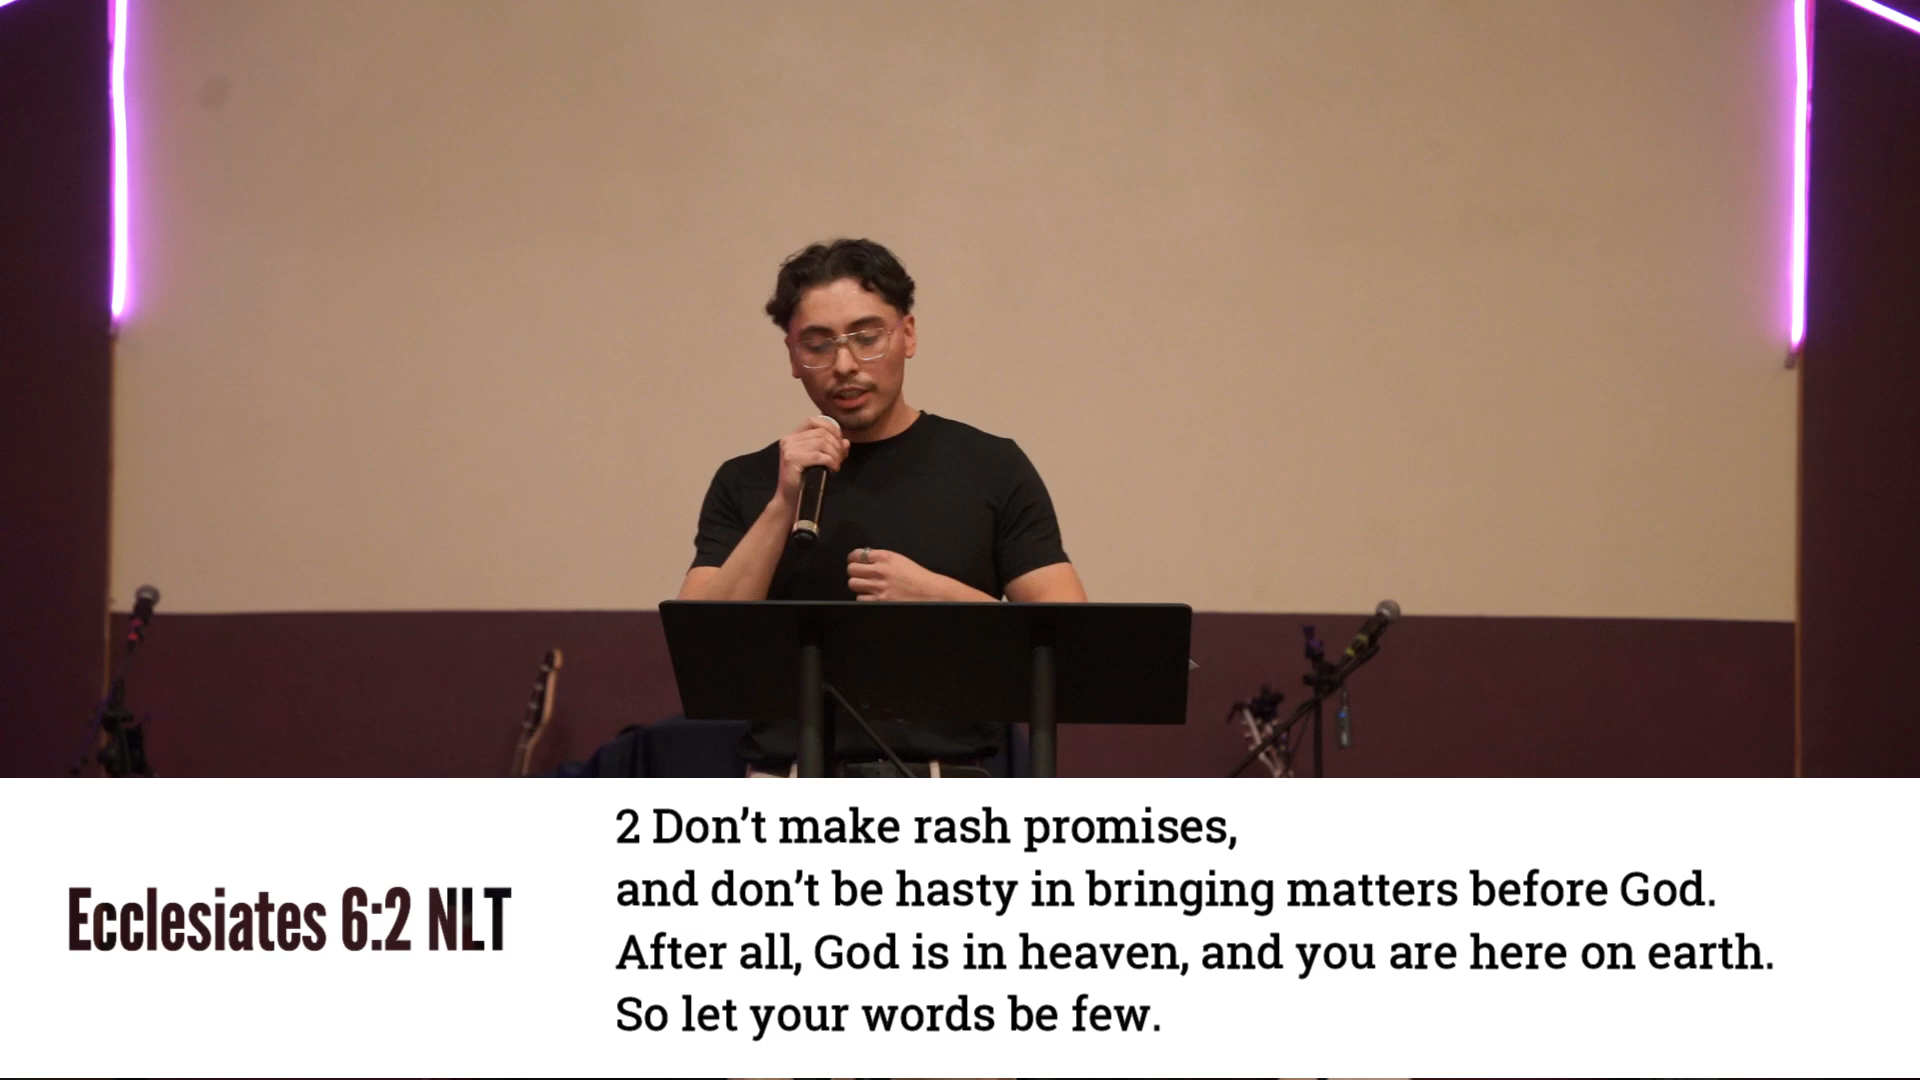 Ecclesiates 6:2 NLT
2 Don’t make rash promises,
and don’t be hasty in bringing matters before God.
After all, God is in heaven, and you are here on earth.
So let your words be few.